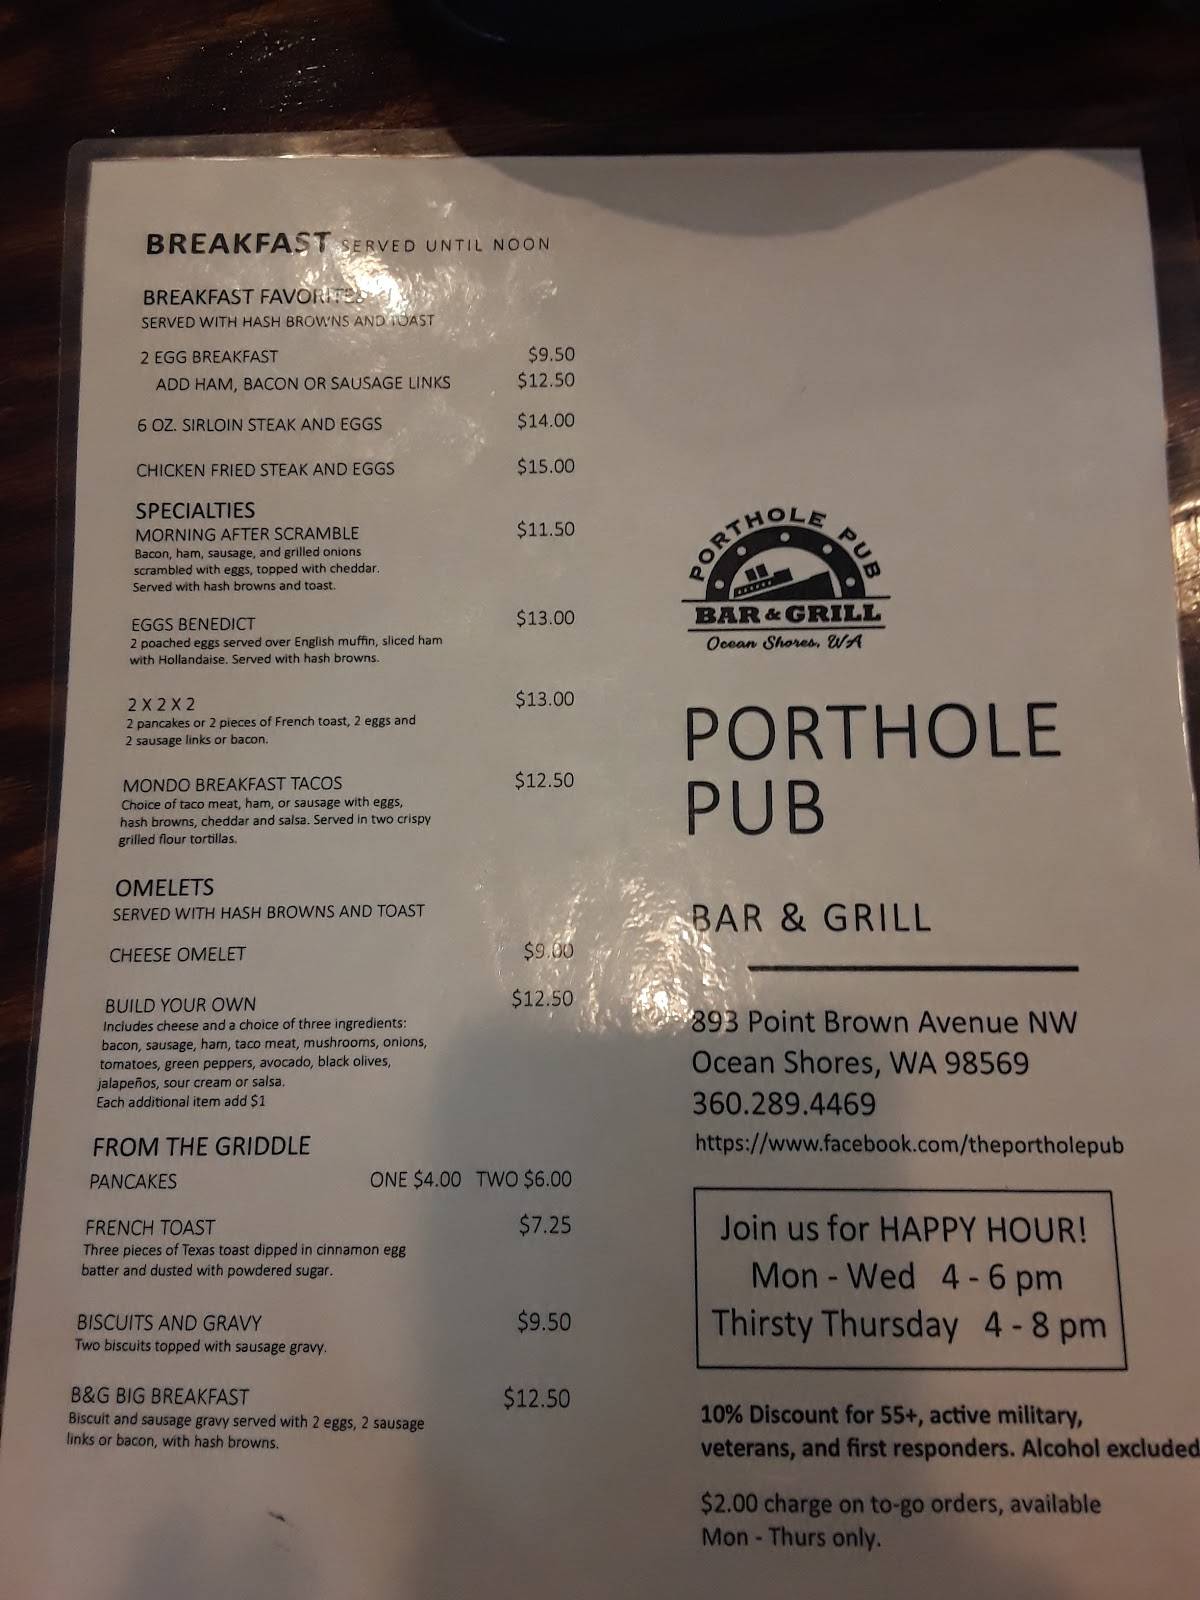 BREAKFAST SERVED UNTIL NOON
BREAKFAST FAVORITES
SERVED WITH HASH BROWNS AND TOAST
2 EGG BREAKFAST $9.50
ADD HAM, BACON OR SAUSAGE LINKS $12.50
6 OZ. SIRLOIN STEAK AND EGGS $14.00
CHICKEN FRIED STEAK AND EGGS $15.00
SPECIALTIES
MORNING AFTER SCRAMBLE $11.50
Bacon, ham, sausage, and grilled onions
scrambled with eggs, topped with cheddar.
Served with hash browns and toast.
EGGS BENEDICT $13.00
2 poached eggs served over English muffin, sliced ham
with Hollandaise. Served with hash browns.
2 X 2 X 2 $13.00
2 pancakes or 2 pieces of French toast, 2 eggs and
2 sausage links or bacon.
MONDO BREAKFAST TACOS $12.50
Choice of taco meat, ham, or sausage with eggs,
hash browns, cheddar and salsa. Served in two crispy
grilled flour tortillas.
OMELETS
SERVED WITH HASH BROWNS AND TOAST
CHEESE OMELET $9.00
BUILD YOUR OWN $12.50
Includes cheese and a choice of three ingredients:
bacon, sausage, ham, taco meat, mushrooms, onions,
tomatoes, green peppers, avocado, black olives,
jalapeños, sour cream or salsa.
Each additional item add $1
FROM THE GRIDDLE
PANCAKES ONE $4.00 TWO $6.00
FRENCH TOAST $7.25
Three pieces of Texas toast dipped in cinnamon egg
batter and dusted with powdered sugar.
BISCUITS AND GRAVY $9.50
Two biscuits topped with sausage gravy.
B&G BIG BREAKFAST $12.50
Biscuit and sausage gravy served with 2 eggs, 2 sausage
links or bacon, with hash browns.
PORTHOLE PUB
BAR & GRILL
Ocean Shores, WA
PORTHOLE
PUB
BAR & GRILL
893 Point Brown Avenue NW
Ocean Shores, WA 98569
360.289.4469
https://www.facebook.com/theportholepub
Join us for HAPPY HOUR!
Mon - Wed 4 - 6 pm
Thirsty Thursday 4 - 8 pm
10% Discount for 55+, active military,
veterans, and first responders. Alcohol excluded
$2.00 charge on to-go orders, available
Mon - Thurs only.